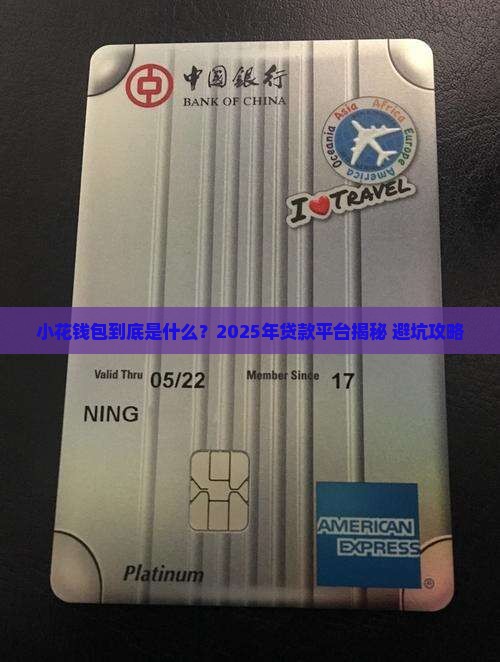 中国銀行
BANK OF CHINA
Oceania Asia Africa Europe America
I ❤ TRAVEL
小花钱包到底是什么？2025年贷款平台揭秘 避坑攻略
Valid Thru 05/22 Member Since 17
NING
AMERICAN
EXPRESS
®
Platinum